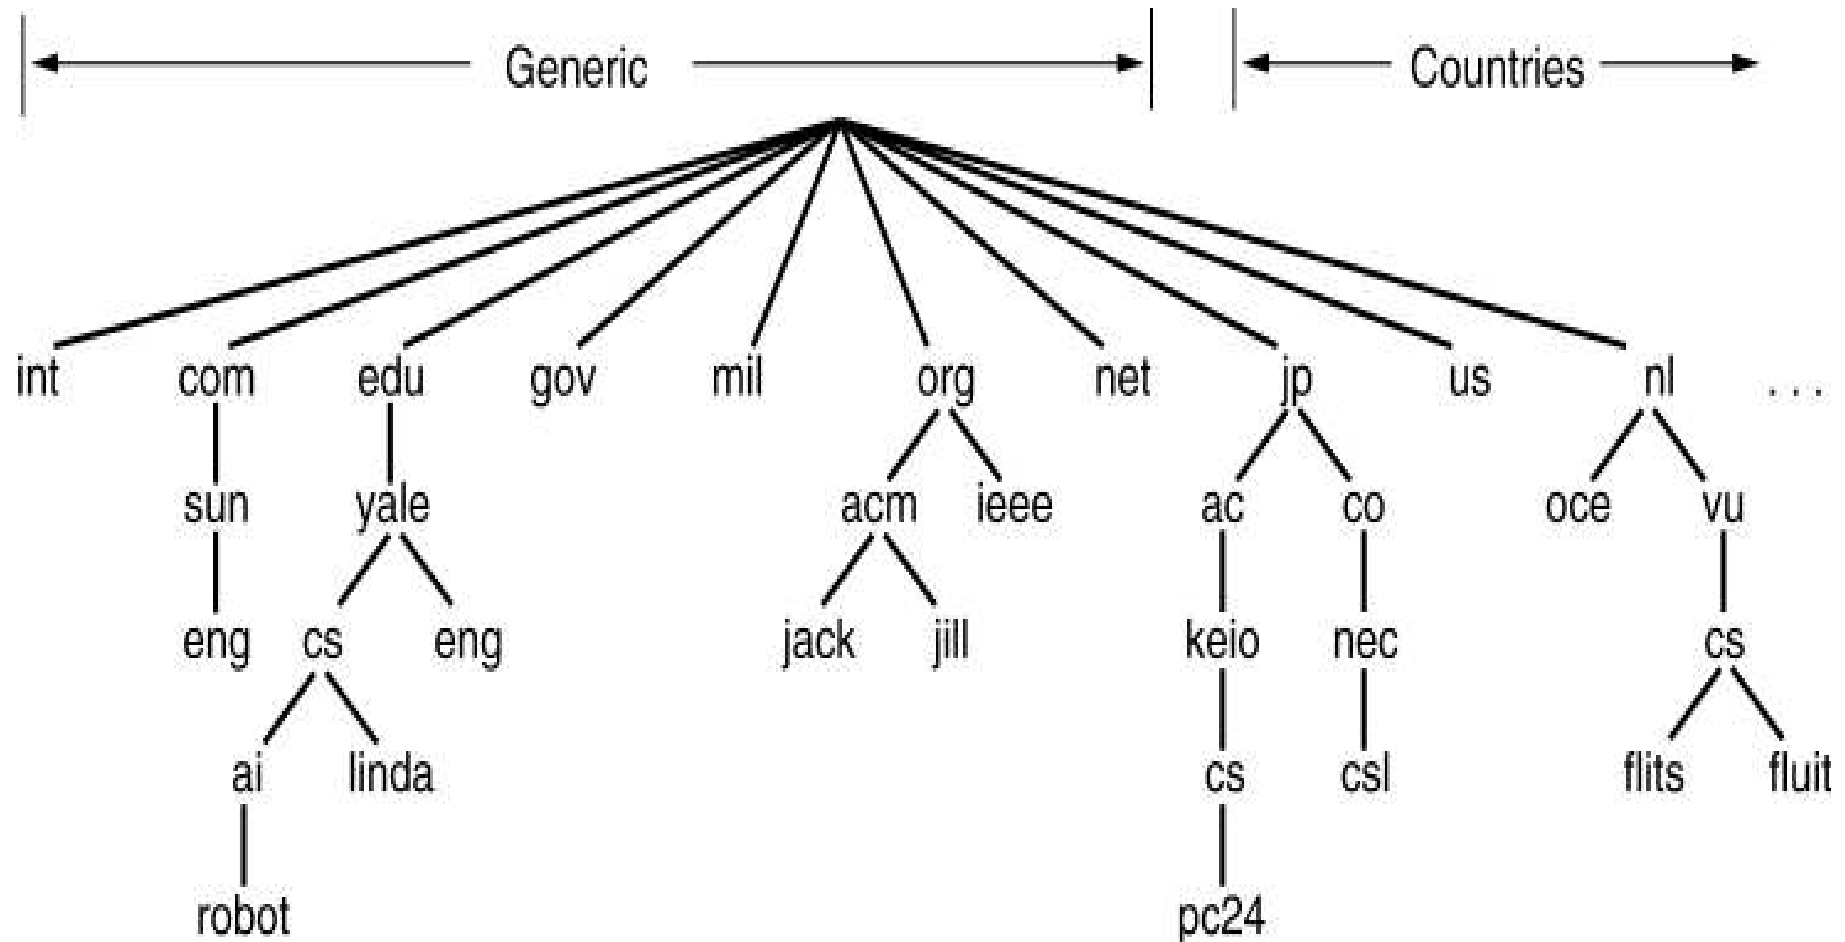 Generic Countries
int com edu gov mil org net jp us nl ...
sun yale acm ieee ac co oce vu
eng cs eng jack jill keio nec cs
ai linda cs csl flits fluit
robot pc24